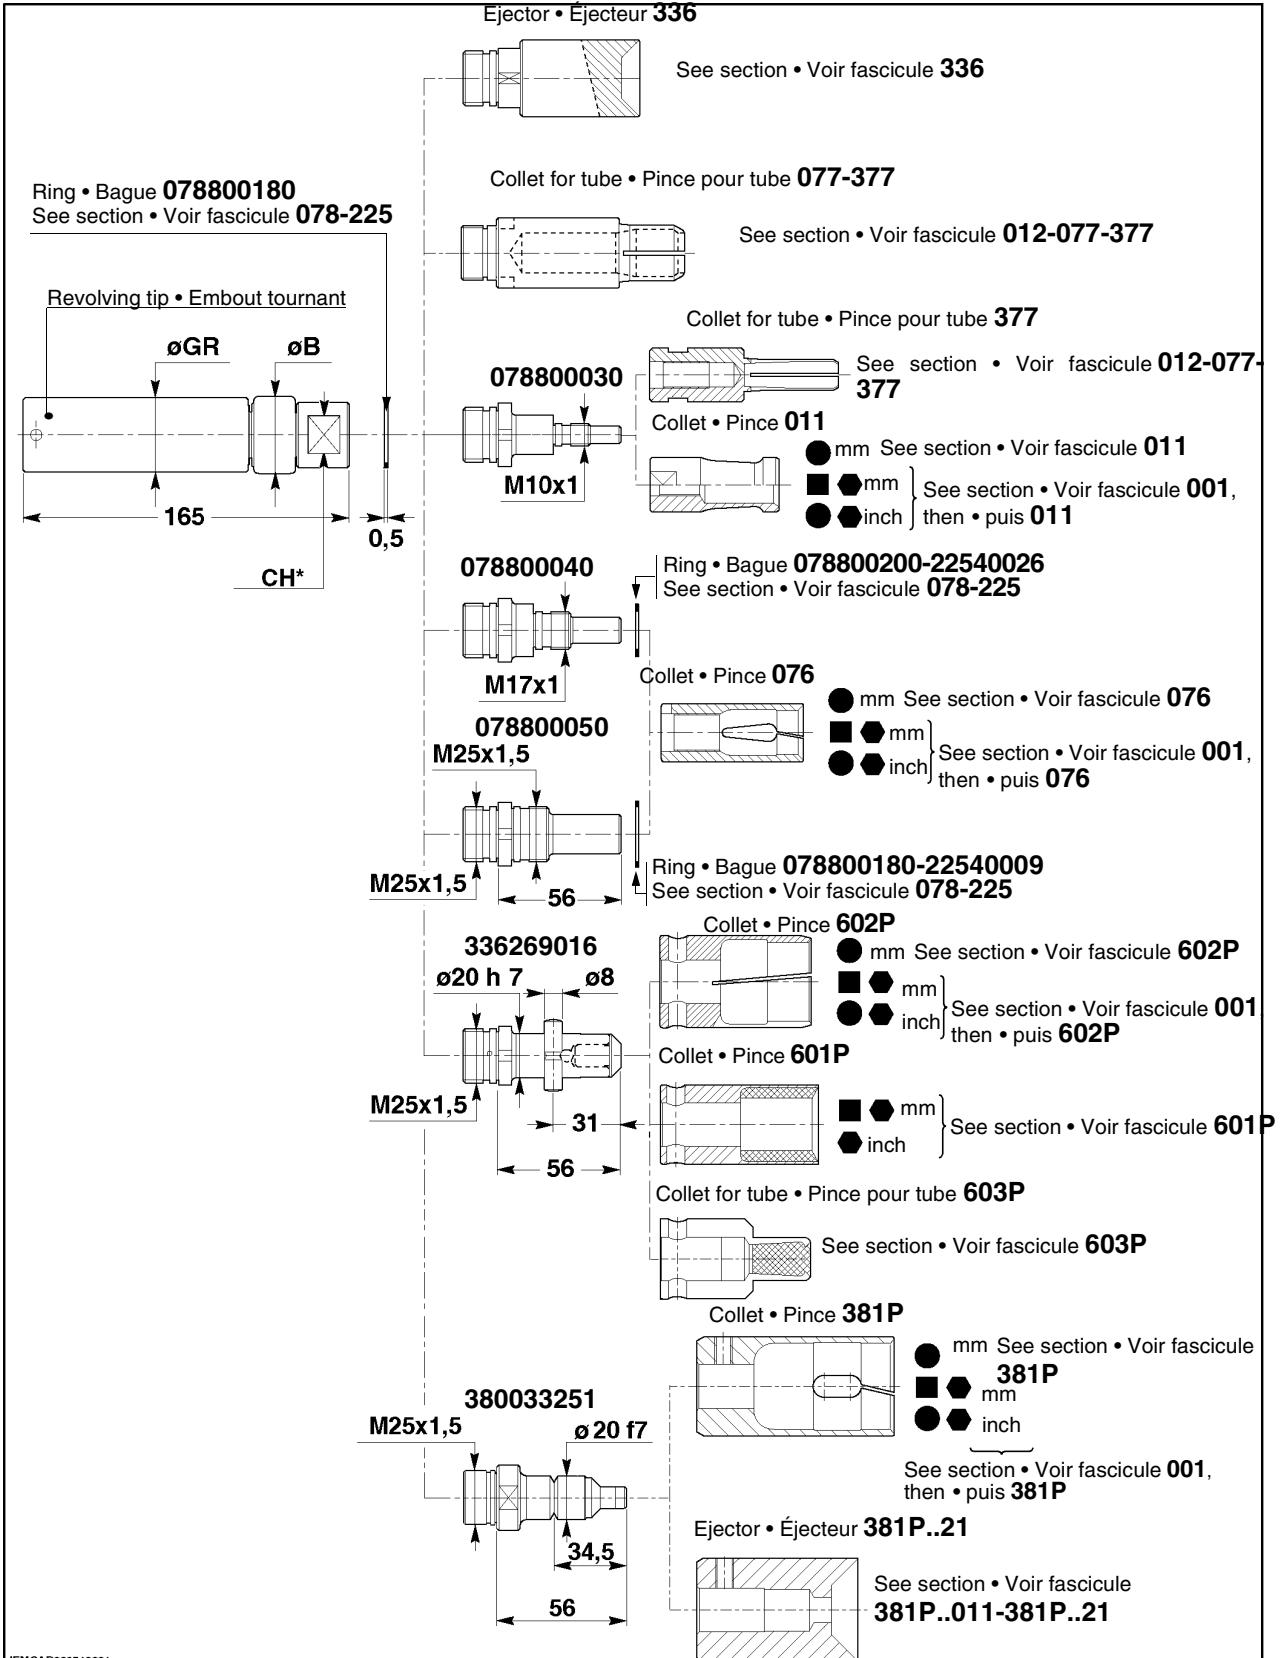 Ejector • Éjecteur 336
See section • Voir fascicule 336
Ring • Bague 078800180
See section • Voir fascicule 078-225
Collet for tube • Pince pour tube 077-377
See section • Voir fascicule 012-077-377
Revolving tip • Embout tournant
øGR
øB
165
0,5
CH*
Collet for tube • Pince pour tube 377
See section • Voir fascicule 012-077-
377
078800030
M10x1
Collet • Pince 011
mm See section • Voir fascicule 011
mm
inch
See section • Voir fascicule 001,
then • puis 011
078800040
M17x1
Ring • Bague 078800200-22540026
See section • Voir fascicule 078-225
Collet • Pince 076
mm See section • Voir fascicule 076
mm
inch
See section • Voir fascicule 001,
then • puis 076
078800050
M25x1,5
M25x1,5
56
Ring • Bague 078800180-22540009
See section • Voir fascicule 078-225
Collet • Pince 602P
mm See section • Voir fascicule 602P
mm
inch
See section • Voir fascicule 001
then • puis 602P
336269016
ø20 h 7
ø8
M25x1,5
31
56
Collet • Pince 601P
mm
inch
See section • Voir fascicule 601P
Collet for tube • Pince pour tube 603P
See section • Voir fascicule 603P
Collet • Pince 381P
mm See section • Voir fascicule
381P
mm
inch
See section • Voir fascicule 001,
then • puis 381P
380033251
M25x1,5
ø 20 f7
34,5
56
Ejector • Éjecteur 381P..21
See section • Voir fascicule
381P..011-381P..21